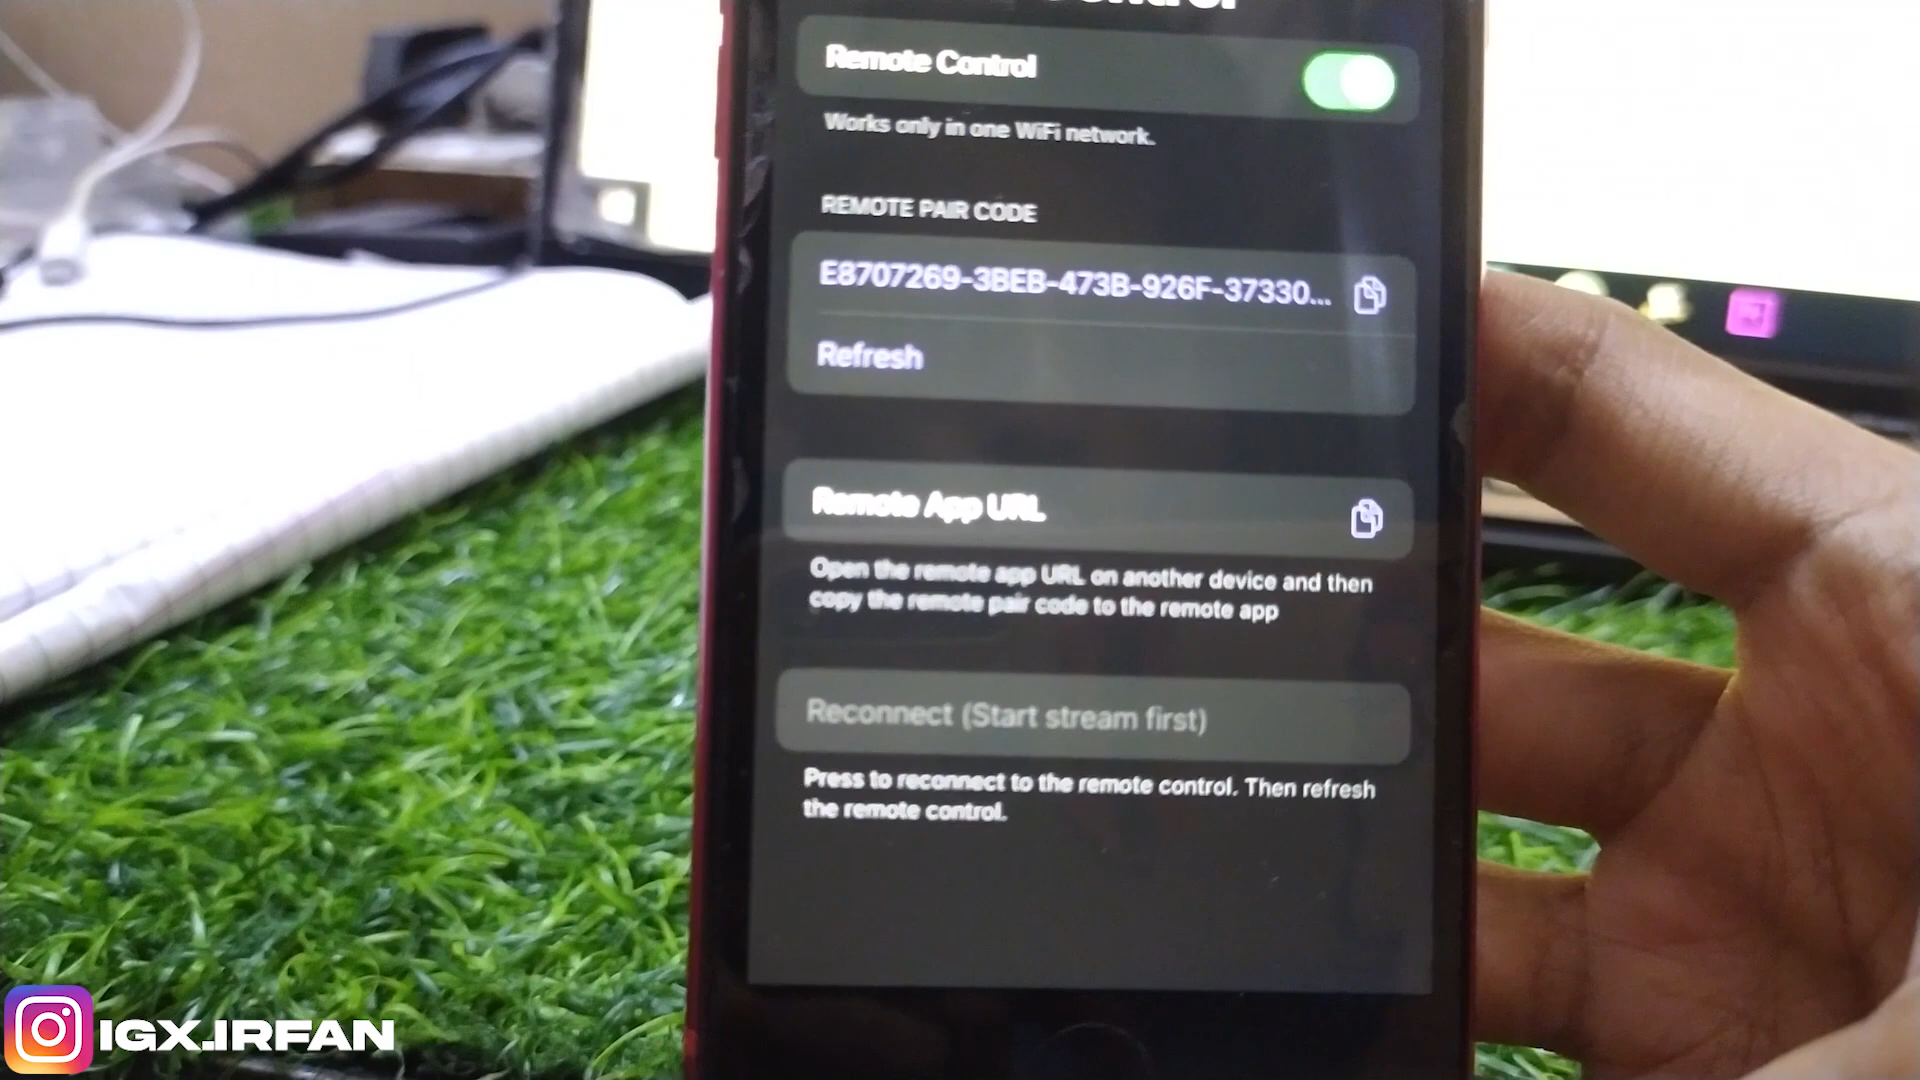 Remote Control
Works only in one WiFi network.
REMOTE PAIR CODE
E8707269-3BEB-473B-926F-37330...
Refresh
Remote App URL
Open the remote app URL on another device and then
copy the remote pair code to the remote app
Reconnect (Start stream first)
Press to reconnect to the remote control. Then refresh
the remote control.
IGX.IRFAN